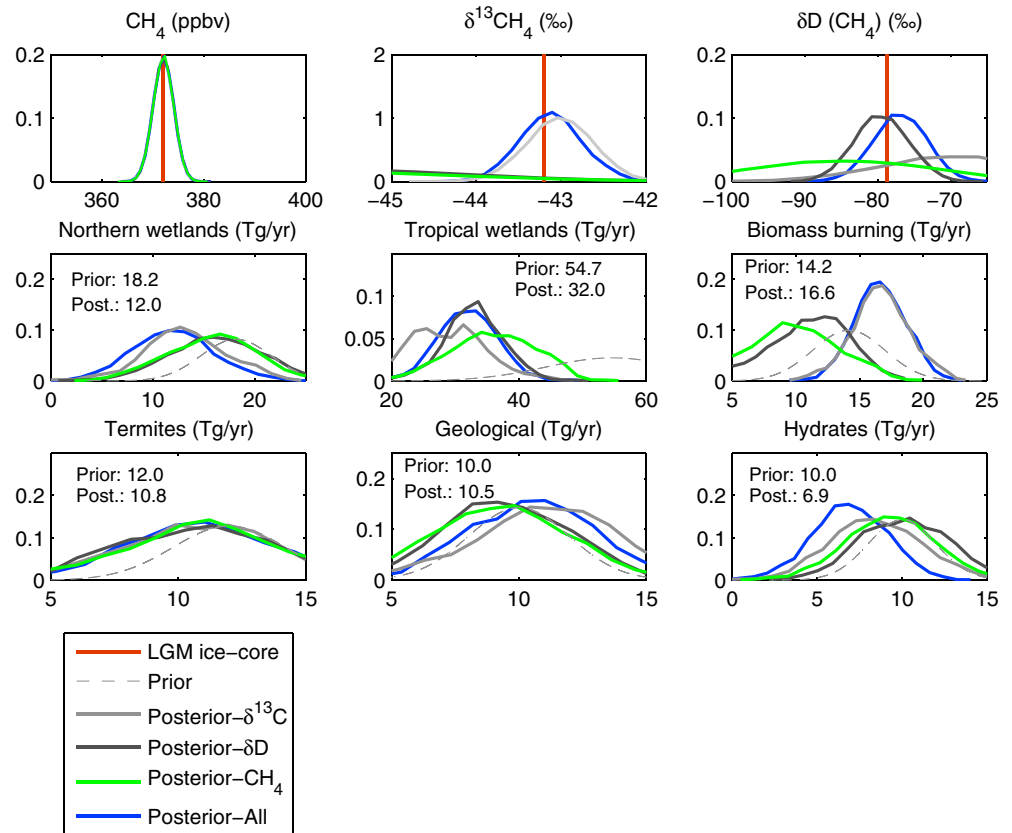 CH4 (ppbv) δ13CH4 (‰) δD (CH4) (‰)
0.2 2 0.2
0.1 1 0.1
0 0 0
360 380 400 −45 −44 −43 −42 −100 −90 −80 −70
Northern wetlands (Tg/yr) Tropical wetlands (Tg/yr) Biomass burning (Tg/yr)
Prior: 18.2 Prior: 54.7 Prior: 14.2
Post.: 12.0 Post.: 32.0 Post.: 16.6
0.2 0.1 0.2
0.1 0.05 0.1
0 0 0
0 10 20 20 40 60 5 10 15 20 25
Termites (Tg/yr) Geological (Tg/yr) Hydrates (Tg/yr)
Prior: 12.0 Prior: 10.0 Prior: 10.0
Post.: 10.8 Post.: 10.5 Post.: 6.9
0.2 0.2 0.2
0.1 0.1 0.1
0 0 0
5 10 15 5 10 15 0 5 10 15
LGM ice−core
Prior
Posterior−δ13C
Posterior−δD
Posterior−CH4
Posterior−All